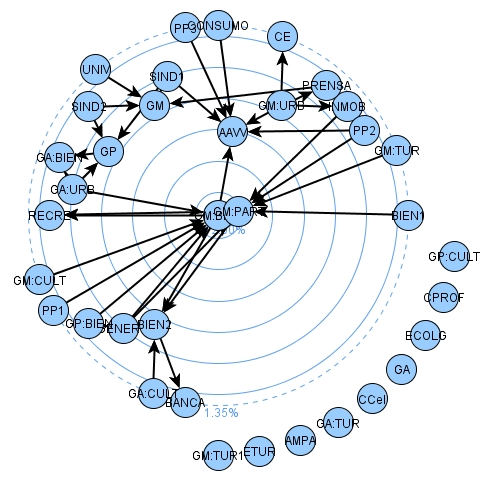 PP3
CONSUMO
CE
UNIV
SIND1
PRENSA
SIND2
GM
GM:URB
INMOB
AAVV
PP2
GA:BIEN
GP
GM:TUR
GA:URB
RECRE
GM:PART
BIEN1
GP:CULT
GM:CULT
CPROF
PP1
GP:BIEN
BIEN2
ECOLG
GA
GA:CULT
BANCA
CCel
1.35%
GA:TUR
AMPA
ETUR
GM:TUR1